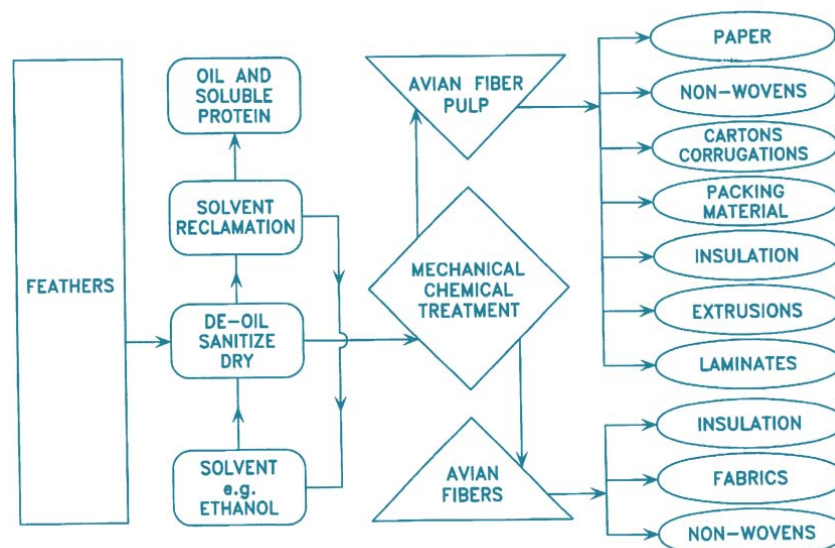 FEATHERS
OIL AND
SOLUBLE
PROTEIN
SOLVENT
RECLAMATION
DE-OIL
SANITIZE
DRY
SOLVENT
e.g.
ETHANOL
AVIAN FIBER
PULP
MECHANICAL
CHEMICAL
TREATMENT
AVIAN
FIBERS
PAPER
NON-WOVENS
CARTONS
CORRUGATIONS
PACKING
MATERIAL
INSULATION
EXTRUSIONS
LAMINATES
INSULATION
FABRICS
NON-WOVENS